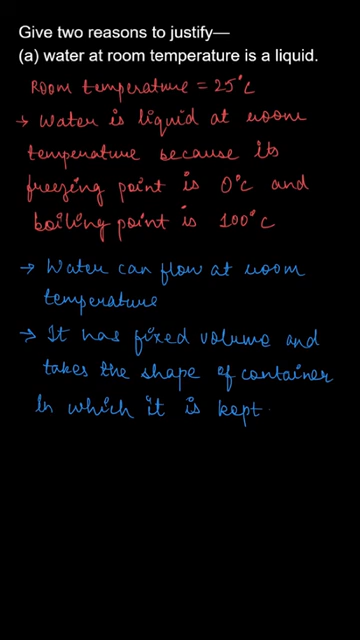 Give two reasons to justify—
(a) water at room temperature is a liquid.
Room temperature = 25°C
→ Water is liquid at room
temperature because its
freezing point is 0°C and
boiling point is 100°C
→ Water can flow at room
temperature
→ It has fixed volume and
takes the shape of container
in which it is kept.